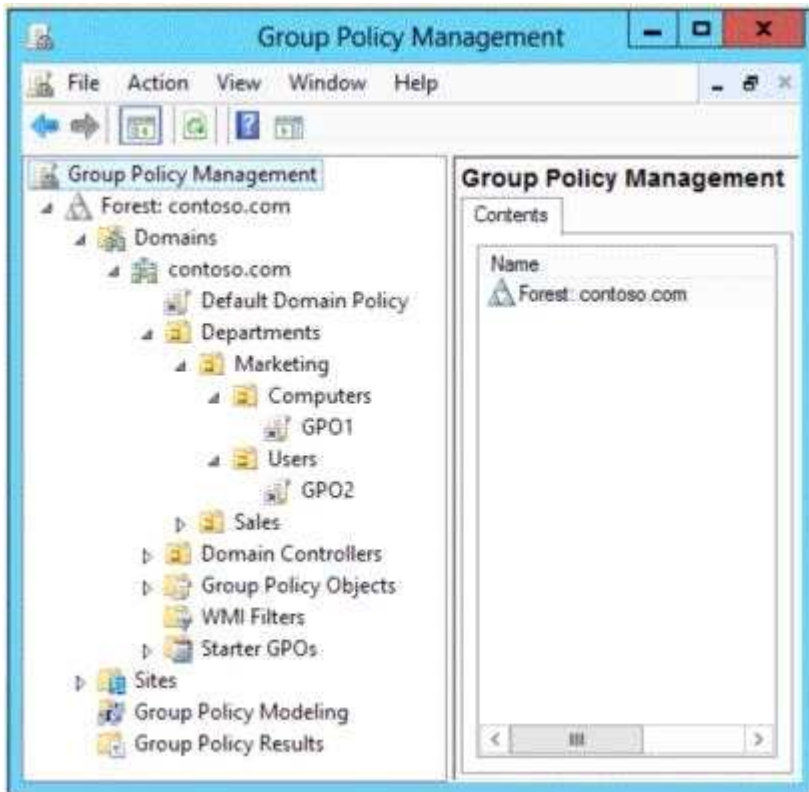 Group Policy Management
File Action View Window Help
Group Policy Management
Forest: contoso.com
Domains
contoso.com
Default Domain Policy
Departments
Marketing
Computers
GPO1
Users
GPO2
Sales
Domain Controllers
Group Policy Objects
WMI Filters
Starter GPOs
Sites
Group Policy Modeling
Group Policy Results
Group Policy Management
Contents
Name
Forest: contoso.com